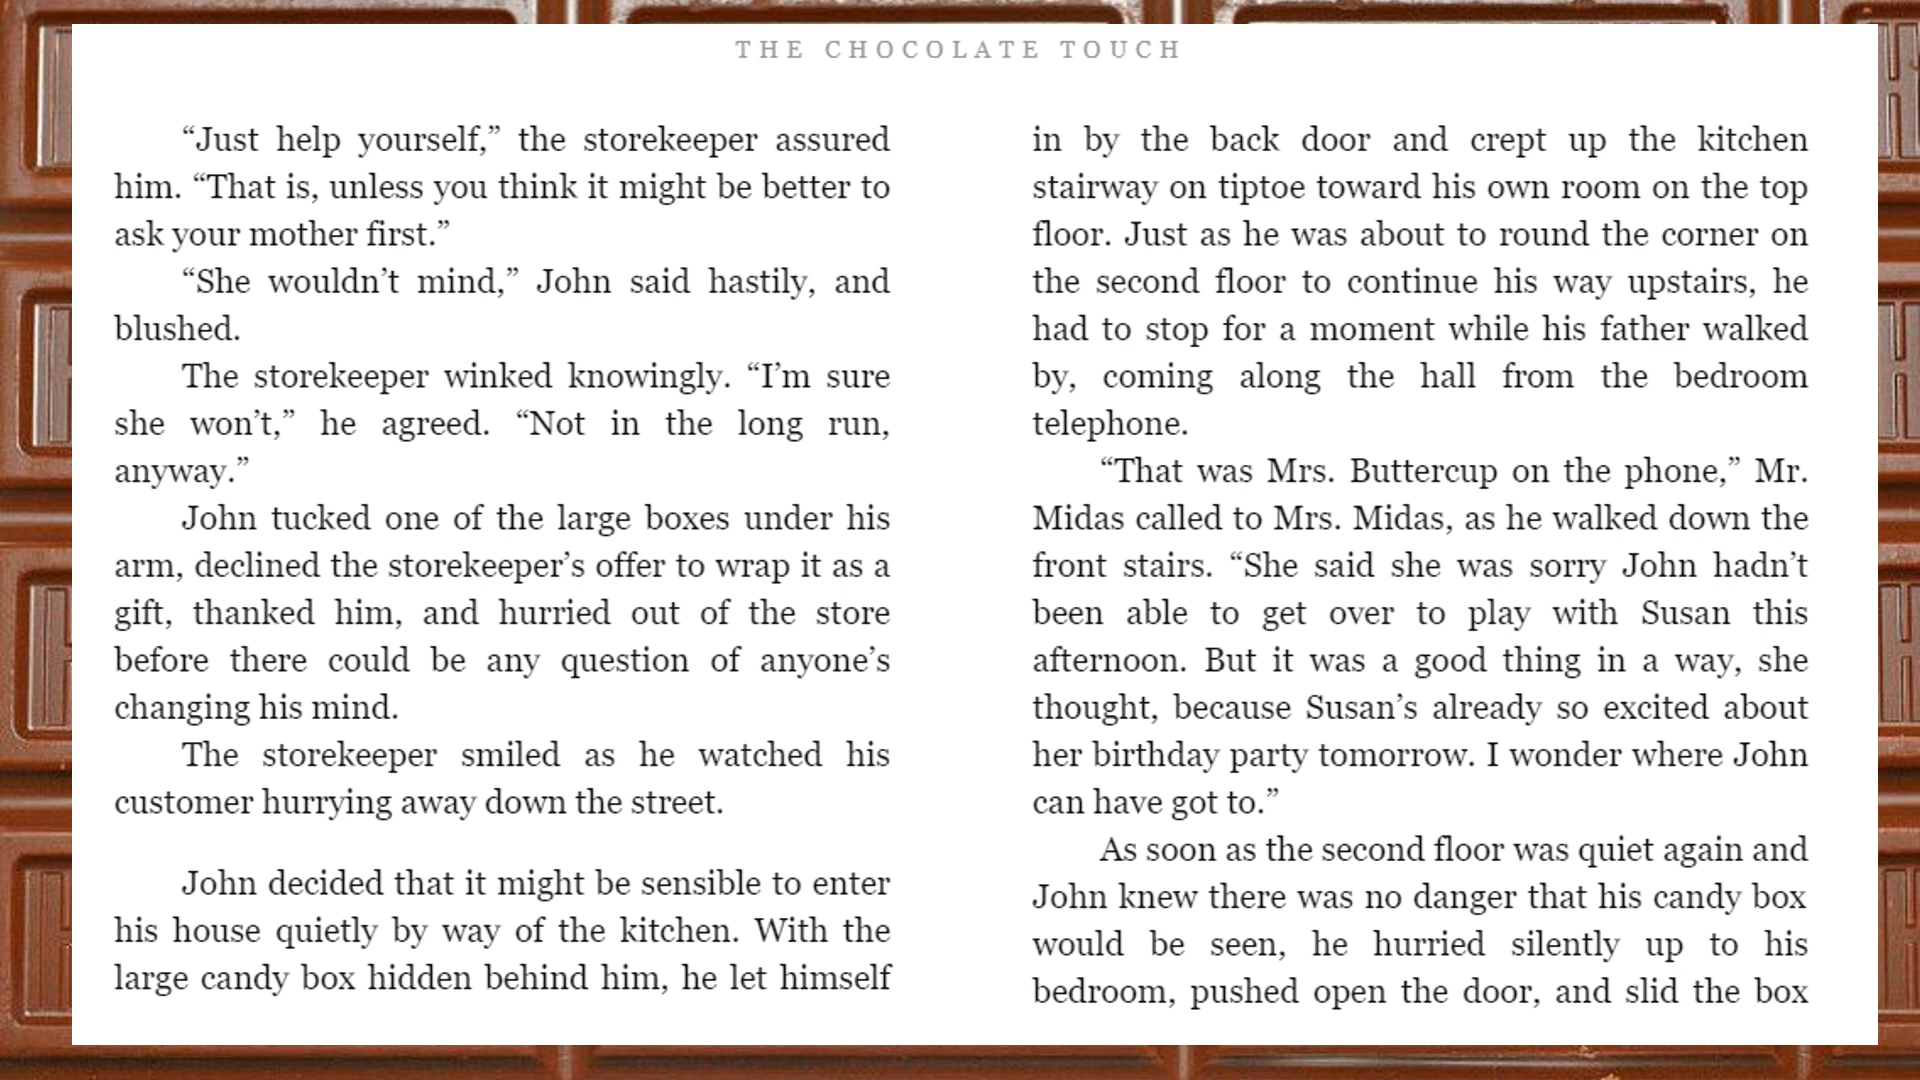 THE CHOCOLATE TOUCH
“Just help yourself,” the storekeeper assured
him. “That is, unless you think it might be better to
ask your mother first.”
“She wouldn’t mind,” John said hastily, and
blushed.
The storekeeper winked knowingly. “I’m sure
she won’t,” he agreed. “Not in the long run,
anyway.”
John tucked one of the large boxes under his
arm, declined the storekeeper’s offer to wrap it as a
gift, thanked him, and hurried out of the store
before there could be any question of anyone’s
changing his mind.
The storekeeper smiled as he watched his
customer hurrying away down the street.
John decided that it might be sensible to enter
his house quietly by way of the kitchen. With the
large candy box hidden behind him, he let himself
in by the back door and crept up the kitchen
stairway on tiptoe toward his own room on the top
floor. Just as he was about to round the corner on
the second floor to continue his way upstairs, he
had to stop for a moment while his father walked
by, coming along the hall from the bedroom
telephone.
“That was Mrs. Buttercup on the phone,” Mr.
Midas called to Mrs. Midas, as he walked down the
front stairs. “She said she was sorry John hadn’t
been able to get over to play with Susan this
afternoon. But it was a good thing in a way, she
thought, because Susan’s already so excited about
her birthday party tomorrow. I wonder where John
can have got to.”
As soon as the second floor was quiet again and
John knew there was no danger that his candy box
would be seen, he hurried silently up to his
bedroom, pushed open the door, and slid the box